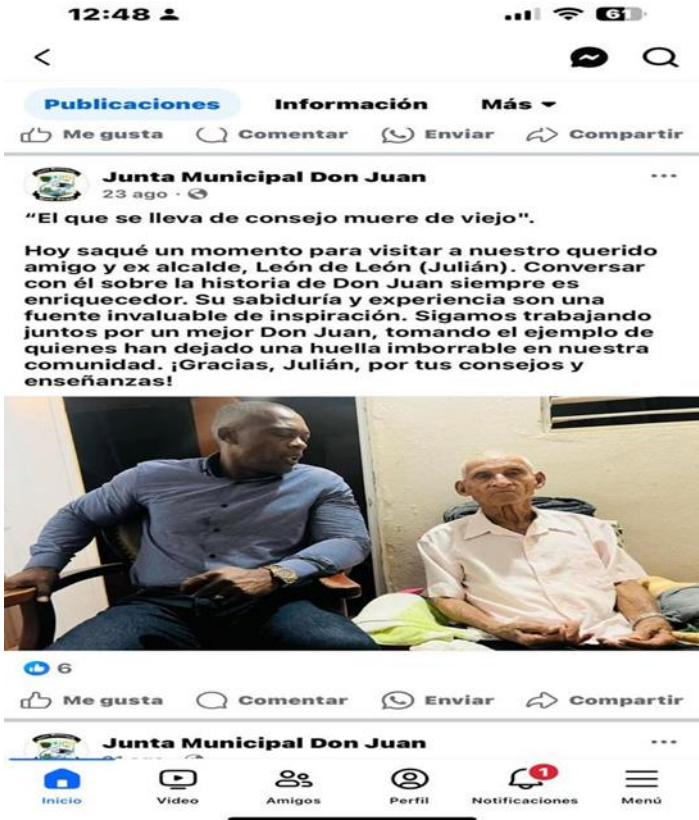 12:48
61
Publicaciones Información Más
Me gusta Comentar Enviar Compartir
Junta Municipal Don Juan
23 ago ·
“El que se lleva de consejo muere de viejo".
Hoy saqué un momento para visitar a nuestro querido
amigo y ex alcalde, León de León (Julián). Conversar
con él sobre la historia de Don Juan siempre es
enriquecedor. Su sabiduría y experiencia son una
fuente invaluable de inspiración. Sigamos trabajando
juntos por un mejor Don Juan, tomando el ejemplo de
quienes han dejado una huella imborrable en nuestra
comunidad. ¡Gracias, Julián, por tus consejos y
enseñanzas!
6
Me gusta Comentar Enviar Compartir
Junta Municipal Don Juan
1
Inicio Video Amigos Perfil Notificaciones Menú